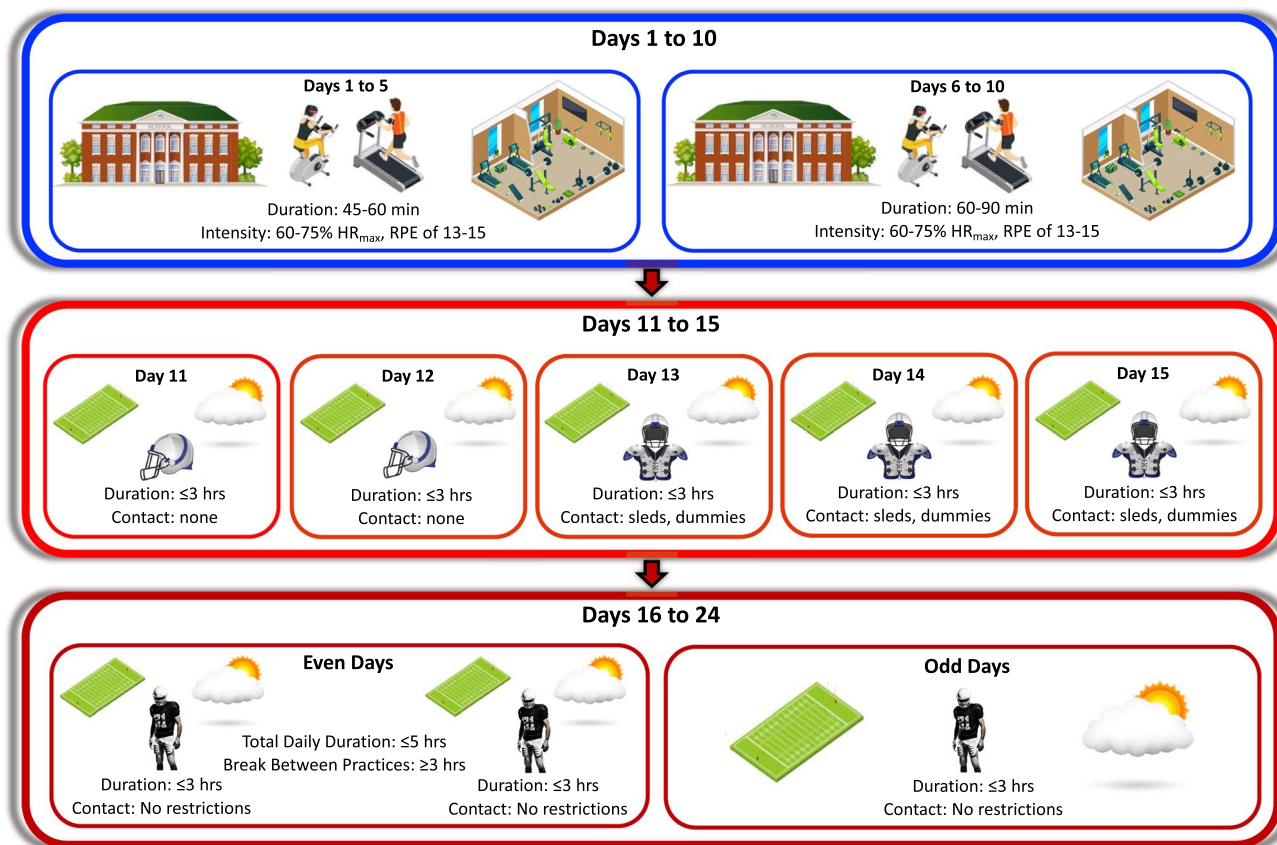 Days 1 to 10
Days 1 to 5
SCHOOL
Duration: 45-60 min
Intensity: 60-75% HRmax, RPE of 13-15
Days 6 to 10
SCHOOL
Duration: 60-90 min
Intensity: 60-75% HRmax, RPE of 13-15
Days 11 to 15
Day 11
Duration: ≤3 hrs
Contact: none
Day 12
Duration: ≤3 hrs
Contact: none
Day 13
Duration: ≤3 hrs
Contact: sleds, dummies
Day 14
Duration: ≤3 hrs
Contact: sleds, dummies
Day 15
Duration: ≤3 hrs
Contact: sleds, dummies
Days 16 to 24
Even Days
Total Daily Duration: ≤5 hrs
Break Between Practices: ≥3 hrs
Duration: ≤3 hrs
Contact: No restrictions
Duration: ≤3 hrs
Contact: No restrictions
Odd Days
Duration: ≤3 hrs
Contact: No restrictions